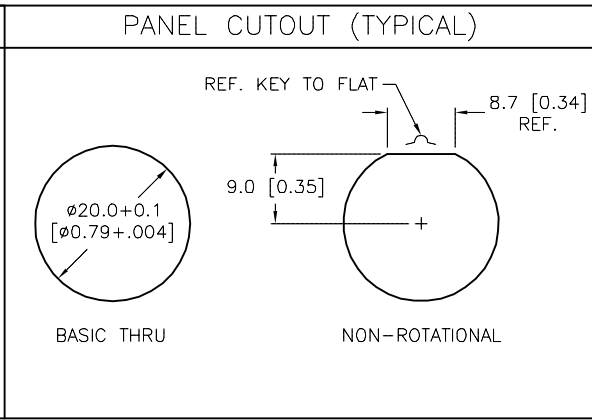 PANEL CUTOUT (TYPICAL)
REF. KEY TO FLAT
8.7 [0.34]
REF.
9.0 [0.35]
ø20.0+0.1
[ø0.79+.004]
BASIC THRU
NON-ROTATIONAL